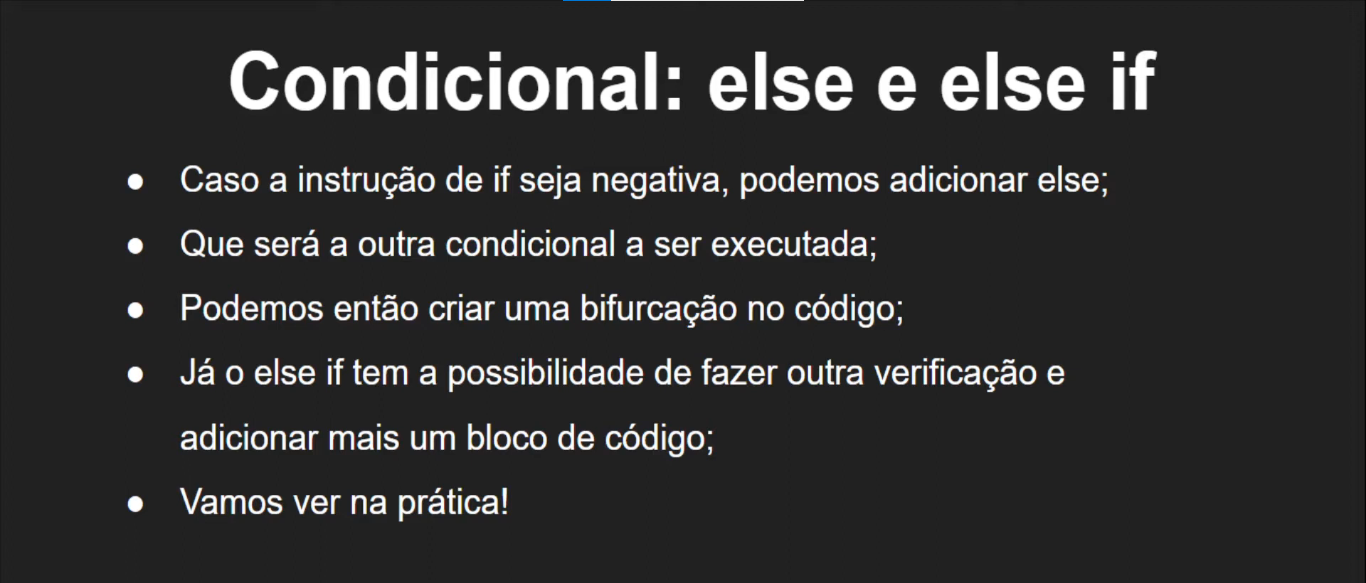 Condicional: else e else if
● Caso a instrução de if seja negativa, podemos adicionar else;
● Que será a outra condicional a ser executada;
● Podemos então criar uma bifurcação no código;
● Já o else if tem a possibilidade de fazer outra verificação e
adicionar mais um bloco de código;
● Vamos ver na prática!